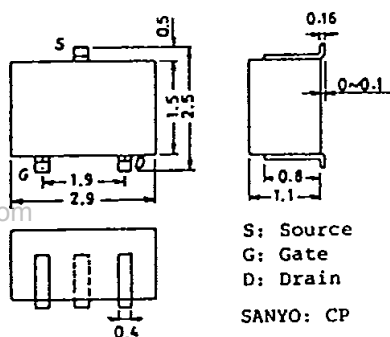 S
0.5
1.5
2.5
G
D
1.9
2.9
om
0.4
0.16
0~0.1
0.8
1.1
S: Source
G: Gate
D: Drain
SANYO: CP